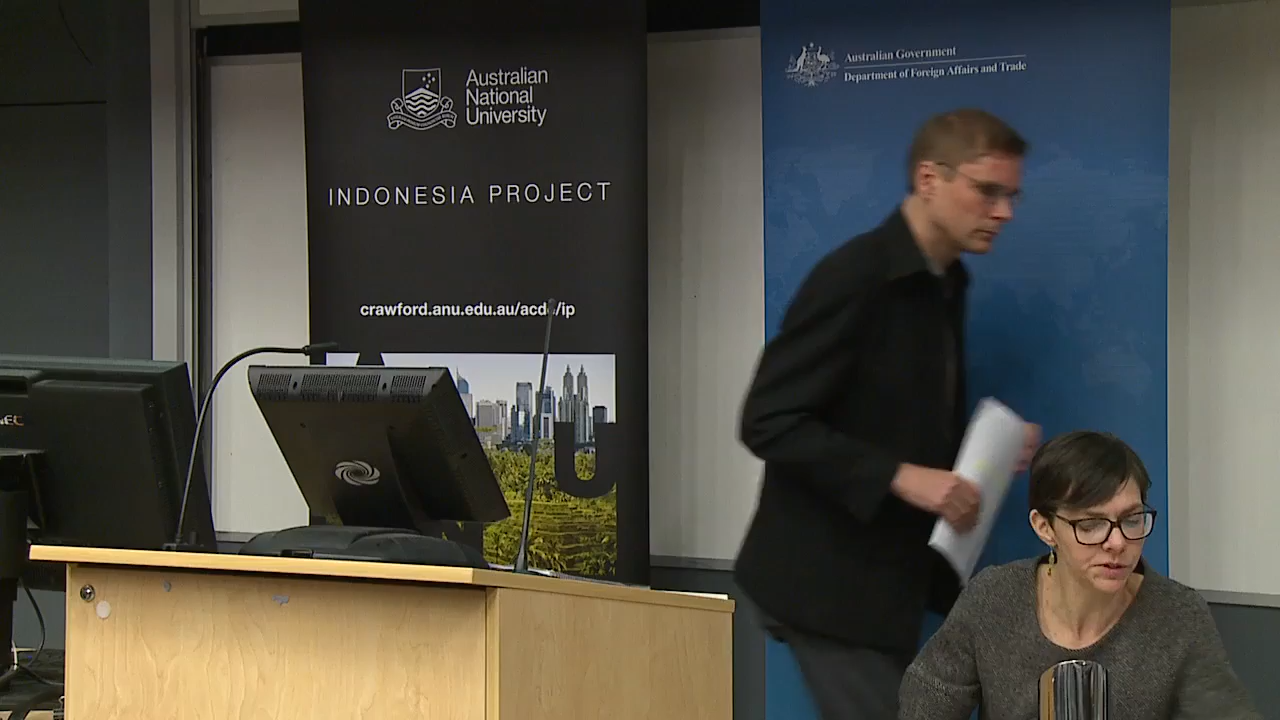 Australian
National
University
INDONESIA PROJECT
crawford.anu.edu.au/acde/ip
Australian Government
Department of Foreign Affairs and Trade